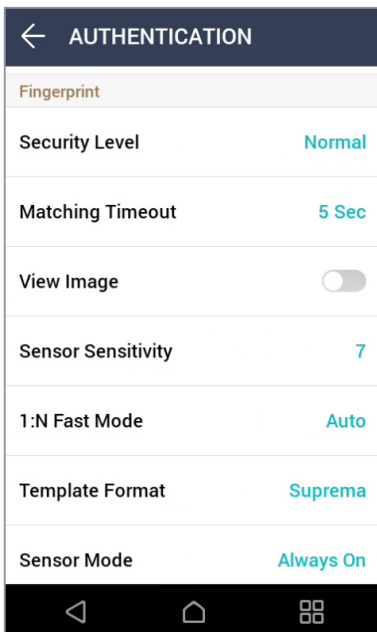 AUTHENTICATION
Fingerprint
Security Level Normal
Matching Timeout 5 Sec
View Image
Sensor Sensitivity 7
1:N Fast Mode Auto
Template Format Suprema
Sensor Mode Always On